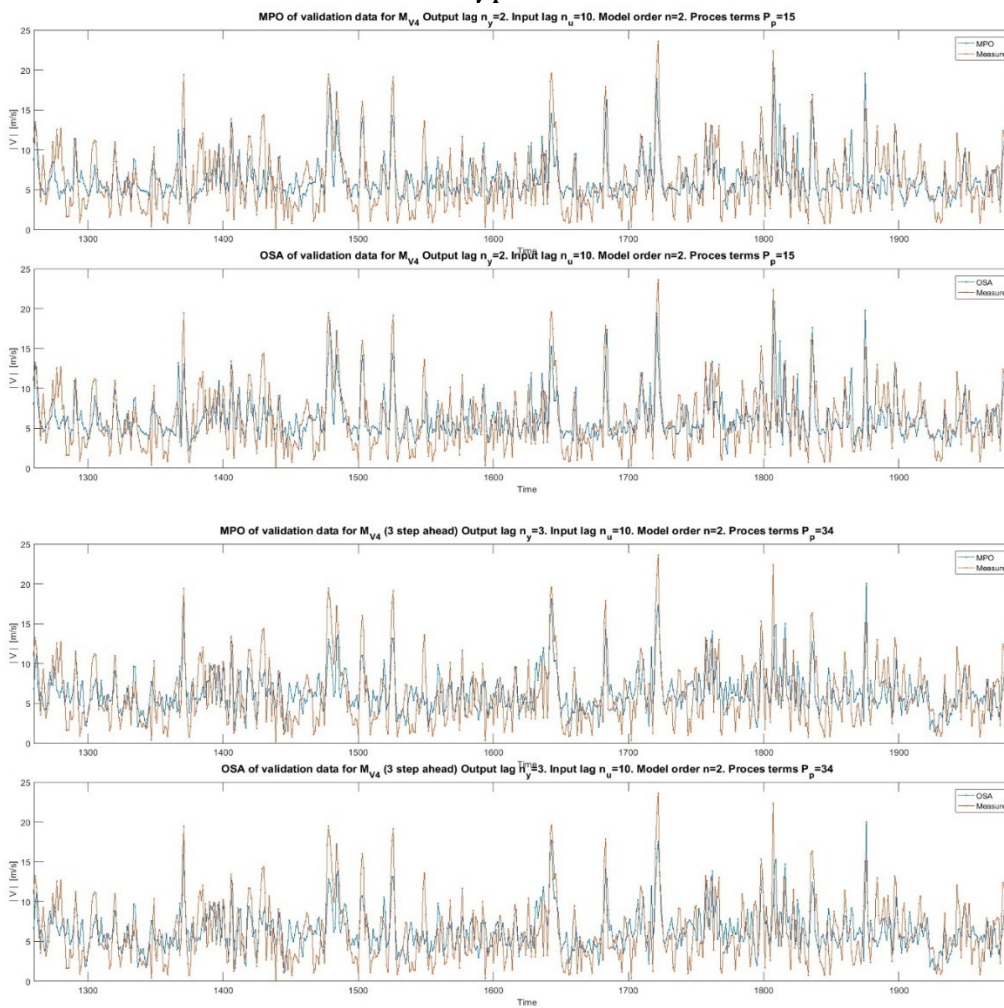 MPO of validation data for M_V4 Output lag n_y=2. Input lag n_u=10. Model order n=2. Proces terms P_p=15
25
20
15
10
5
0
|V| [m/s]
MPO
Measure
1300 1400 1500 1600 1700 1800 1900
Time
OSA of validation data for M_V4 Output lag n_y=2. Input lag n_u=10. Model order n=2. Proces terms P_p=15
25
20
15
10
5
0
|V| [m/s]
OSA
Measure
1300 1400 1500 1600 1700 1800 1900
Time
MPO of validation data for M_V4 (3 step ahead) Output lag n_y=3. Input lag n_u=10. Model order n=2. Proces terms P_p=34
25
20
15
10
5
0
|V| [m/s]
MPO
Measure
1300 1400 1500 1600 1700 1800 1900
Time
OSA of validation data for M_V4 (3 step ahead) Output lag n_y=3. Input lag n_u=10. Model order n=2. Proces terms P_p=34
25
20
15
10
5
0
|V| [m/s]
OSA
Measure
1300 1400 1500 1600 1700 1800 1900
Time